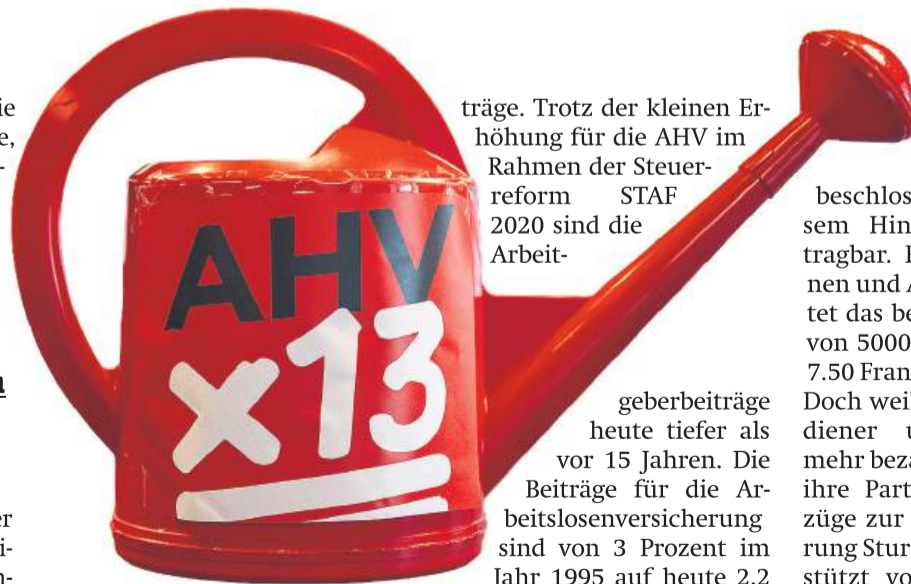 ie
e,
-
n
er
i-
n-
AHV
x13
träge. Trotz der kleinen Er-
höhung für die AHV im
Rahmen der Steuer-
reform STAF
2020 sind die
Arbeit-
geberbeiträge
heute tiefer als
vor 15 Jahren. Die
Beiträge für die Ar-
beitslosenversicherung
sind von 3 Prozent im
Jahr 1995 auf heute 2,2
beschlos
sem Hin
tragbar.
nen und A
tet das be
von 5000
7.50 Fran
Doch wei
diener u
mehr beza
ihre Part
züge zur
rung Stur
stützt vo